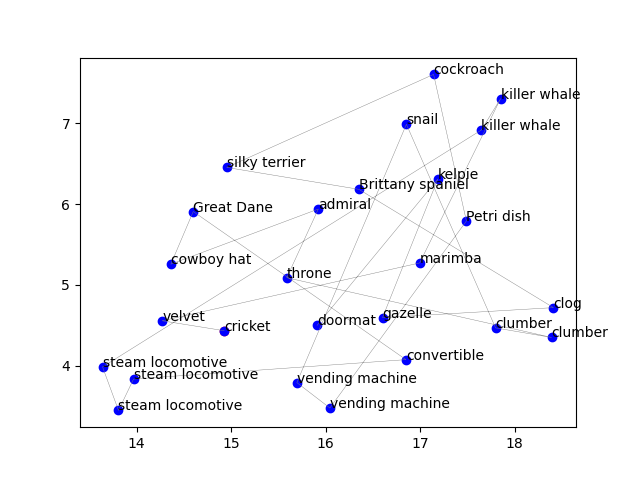 cockroach
killer whale
snail
killer whale
silky terrier
kelpie
Brittany spaniel
Great Dane
admiral
Petri dish
cowboy hat
marimba
throne
clog
velvet
cricket
doormat
gazelle
clumber
clumber
steam locomotive
convertible
steam locomotive
vending machine
steam locomotive
vending machine
7
6
5
4
14
15
16
17
18